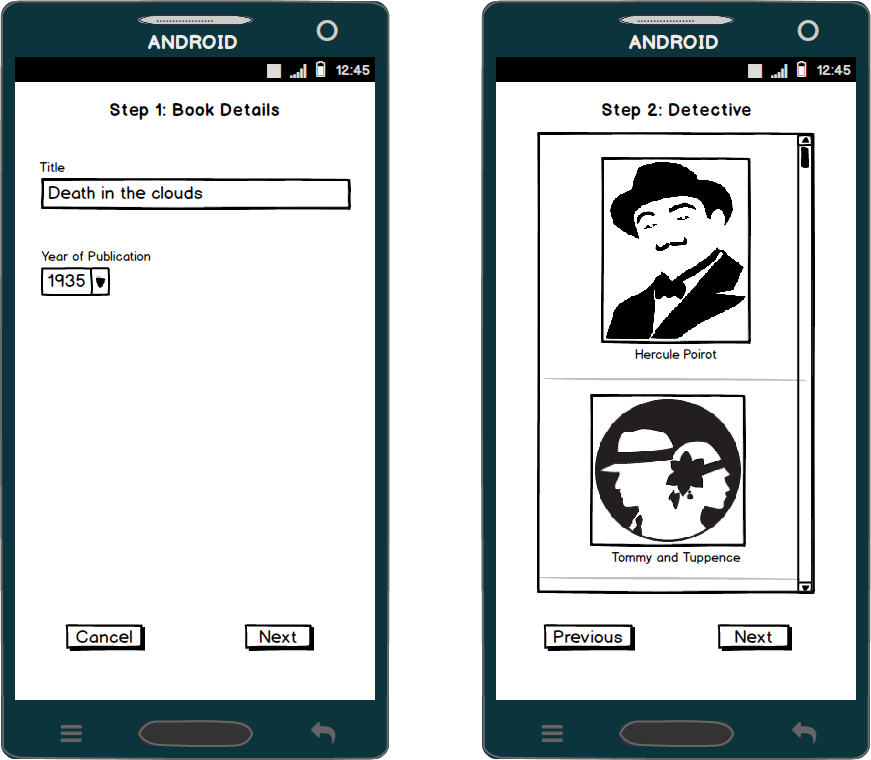 ANDROID
12:45
Step 1: Book Details
Title
Death in the clouds
Year of Publication
1935
Cancel
Next
ANDROID
12:45
Step 2: Detective
Hercule Poirot
Tommy and Tuppence
Previous
Next